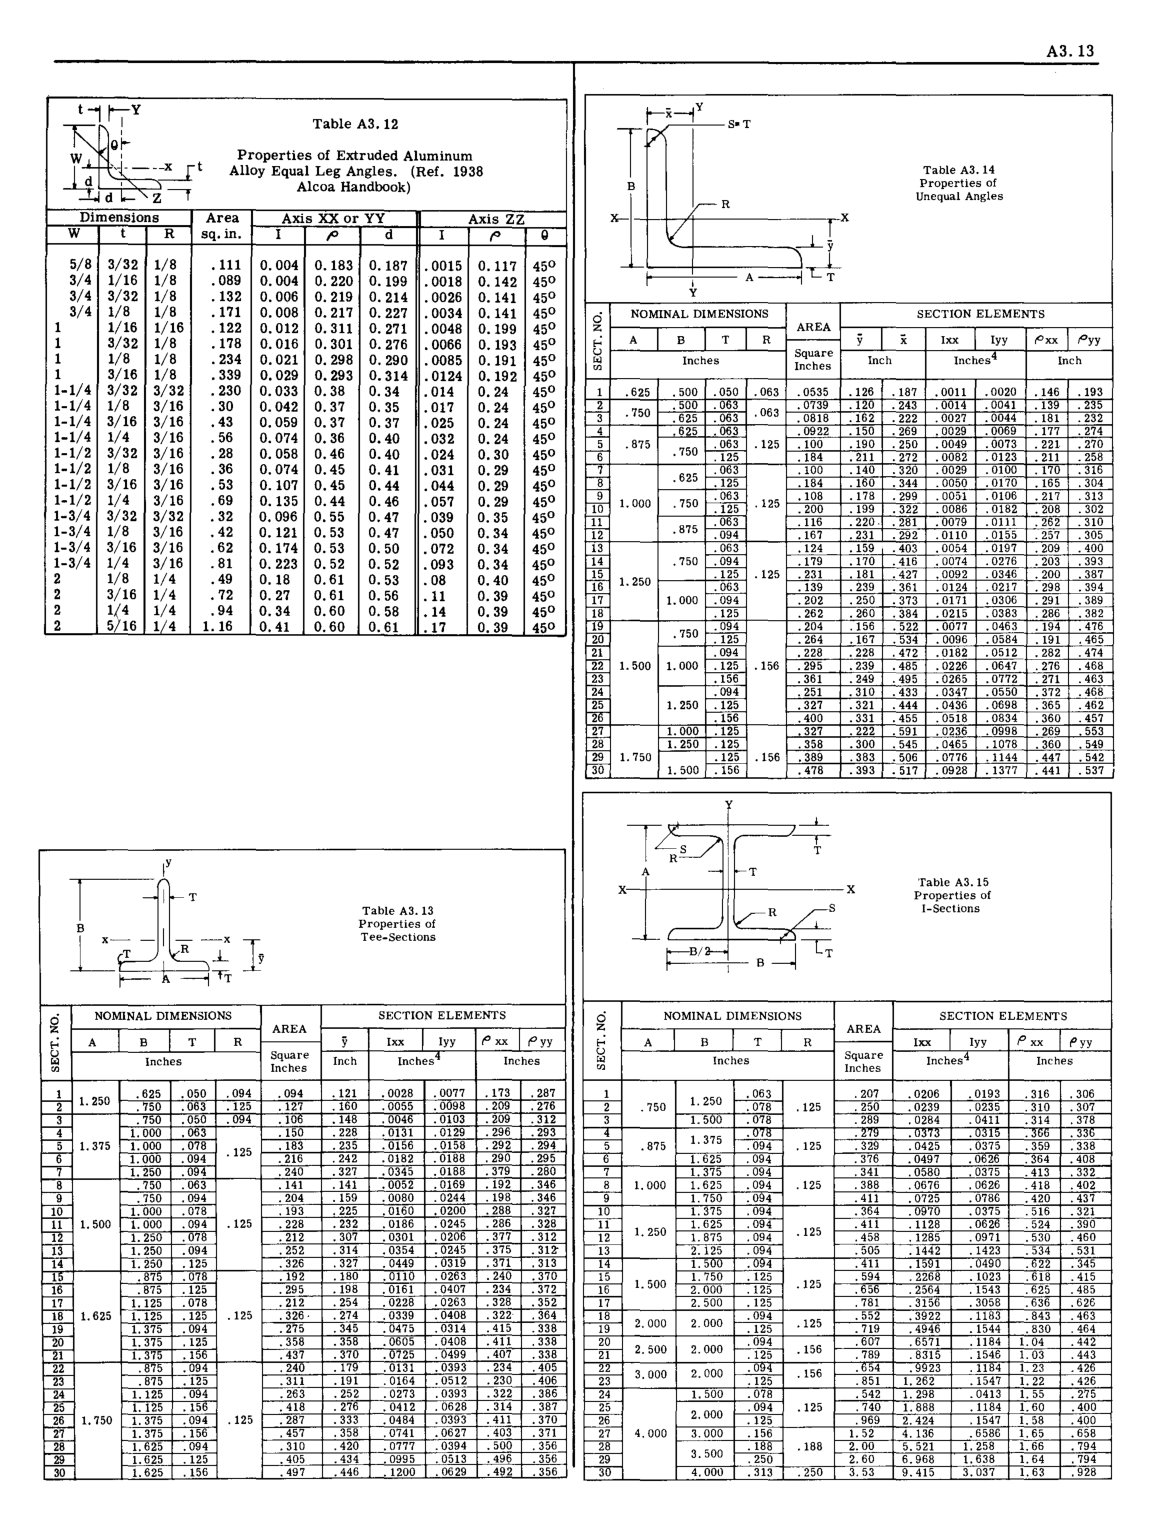 A3.13
t Y
W θ x t
d d Z
Table A3.12
Properties of Extruded Aluminum
Alloy Equal Leg Angles. (Ref. 1938
Alcoa Handbook)
Dimensions Area Axis XX or YY Axis ZZ
W t R sq. in. I ρ d I ρ θ
5/8 3/32 1/8 .111 0.004 0.183 0.187 .0015 0.117 45º
3/4 1/16 1/8 .089 0.004 0.220 0.199 .0018 0.142 45º
3/4 3/32 1/8 .132 0.006 0.219 0.214 .0026 0.141 45º
3/4 1/8 1/8 .171 0.008 0.217 0.227 .0034 0.141 45º
1 1/16 1/16 .122 0.012 0.311 0.271 .0048 0.199 45º
1 3/32 1/8 .178 0.016 0.301 0.276 .0066 0.193 45º
1 1/8 1/8 .234 0.021 0.298 0.290 .0085 0.191 45º
1 3/16 1/8 .339 0.029 0.293 0.314 .0124 0.192 45º
1-1/4 3/32 3/32 .230 0.033 0.38 0.34 .014 0.24 45º
1-1/4 1/8 3/16 .30 0.042 0.37 0.35 .017 0.24 45º
1-1/4 3/16 3/16 .43 0.059 0.37 0.37 .025 0.24 45º
1-1/4 1/4 3/16 .56 0.074 0.36 0.40 .032 0.24 45º
1-1/2 3/32 3/16 .28 0.058 0.46 0.40 .024 0.30 45º
1-1/2 1/8 3/16 .36 0.074 0.45 0.41 .031 0.29 45º
1-1/2 3/16 3/16 .53 0.107 0.45 0.44 .044 0.29 45º
1-1/2 1/4 3/16 .69 0.135 0.44 0.46 .057 0.29 45º
1-3/4 3/32 3/32 .32 0.096 0.55 0.47 .039 0.35 45º
1-3/4 1/8 3/16 .42 0.121 0.53 0.47 .050 0.34 45º
1-3/4 3/16 3/16 .62 0.174 0.53 0.50 .072 0.34 45º
1-3/4 1/4 3/16 .81 0.223 0.52 0.52 .093 0.34 45º
2 1/8 1/4 .49 0.18 0.61 0.53 .08 0.40 45º
2 3/16 1/4 .72 0.27 0.61 0.56 .11 0.39 45º
2 1/4 1/4 .94 0.34 0.60 0.58 .14 0.39 45º
2 5/16 1/4 1.16 0.41 0.60 0.61 .17 0.39 45º
y
T
B
x x
T R ȳ
A T
Table A3.13
Properties of
Tee-Sections
SECT. NO. NOMINAL DIMENSIONS AREA SECTION ELEMENTS
A B T R ȳ Ixx Iyy ρxx ρyy
Inches Square Inches Inch Inches⁴ Inches
1 1.250 .625 .050 .094 .094 .121 .0028 .0077 .173 .287
2 .750 .063 .125 .127 .160 .0055 .0098 .209 .276
3 .750 .050 .094 .106 .148 .0046 .0103 .209 .312
4 1.000 .063 .150 .228 .0131 .0129 .296 .293
5 1.375 1.000 .078 .125 .183 .235 .0156 .0158 .292 .294
6 1.000 .094 .216 .242 .0182 .0188 .290 .295
7 1.250 .094 .240 .327 .0345 .0188 .379 .280
8 .750 .063 .141 .141 .0052 .0169 .192 .346
9 .750 .094 .204 .159 .0080 .0244 .198 .346
10 1.000 .078 .193 .225 .0160 .0200 .288 .327
11 1.500 1.000 .094 .125 .228 .232 .0186 .0245 .286 .328
12 1.250 .078 .212 .307 .0301 .0206 .377 .312
13 1.250 .094 .252 .314 .0354 .0245 .375 .312
14 1.250 .125 .326 .327 .0449 .0319 .371 .313
15 .875 .078 .192 .180 .0110 .0263 .240 .370
16 .875 .125 .295 .198 .0161 .0407 .234 .372
17 1.125 .078 .212 .254 .0228 .0263 .328 .352
18 1.625 1.125 .125 .125 .326 .274 .0339 .0408 .322 .364
19 1.375 .094 .275 .345 .0475 .0314 .415 .338
20 1.375 .125 .358 .358 .0605 .0408 .411 .338
21 1.375 .156 .437 .370 .0725 .0499 .407 .338
22 .875 .094 .240 .179 .0131 .0393 .234 .405
23 .875 .125 .311 .191 .0164 .0512 .230 .406
24 1.125 .094 .263 .252 .0273 .0393 .322 .386
25 1.125 .156 .418 .276 .0412 .0628 .314 .387
26 1.750 1.375 .094 .125 .287 .333 .0484 .0393 .411 .370
27 1.375 .156 .457 .358 .0741 .0627 .403 .371
28 1.625 .094 .310 .420 .0777 .0394 .500 .356
29 1.625 .125 .405 .434 .0995 .0513 .496 .356
30 1.625 .156 .497 .446 .1200 .0629 .492 .356
x̄ Y
S=T
B
R
X X
ȳ
A T
Y
Table A3.14
Properties of
Unequal Angles
SECT. NO. NOMINAL DIMENSIONS AREA SECTION ELEMENTS
A B T R ȳ x̄ Ixx Iyy ρxx ρyy
Inches Square Inches Inch Inches⁴ Inch
1 .625 .500 .050 .063 .0535 .126 .187 .0011 .0020 .146 .193
2 .750 .500 .063 .063 .0739 .120 .243 .0014 .0041 .139 .235
3 .625 .063 .0818 .162 .222 .0027 .0044 .181 .232
4 .625 .063 .0922 .150 .269 .0029 .0069 .177 .274
5 .875 .750 .063 .125 .100 .190 .250 .0049 .0073 .221 .270
6 .125 .184 .211 .272 .0082 .0123 .211 .258
7 .625 .063 .100 .140 .320 .0029 .0100 .170 .316
8 .125 .184 .160 .344 .0050 .0170 .165 .304
9 1.000 .750 .063 .125 .108 .178 .299 .0051 .0106 .217 .313
10 .125 .200 .199 .322 .0086 .0182 .208 .302
11 .875 .063 .116 .220 .281 .0079 .0111 .262 .310
12 .094 .167 .231 .292 .0110 .0155 .257 .305
13 .063 .124 .159 .403 .0054 .0197 .209 .400
14 .750 .094 .179 .170 .416 .0074 .0276 .203 .393
15 1.250 .125 .125 .231 .181 .427 .0092 .0346 .200 .387
16 .063 .139 .239 .361 .0124 .0217 .298 .394
17 1.000 .094 .202 .250 .373 .0171 .0306 .291 .389
18 .125 .262 .260 .384 .0215 .0383 .286 .382
19 .750 .094 .204 .156 .522 .0077 .0463 .194 .476
20 .125 .264 .167 .534 .0096 .0584 .191 .465
21 .094 .228 .228 .472 .0182 .0512 .282 .474
22 1.500 1.000 .125 .156 .295 .239 .485 .0226 .0647 .276 .468
23 .156 .361 .249 .495 .0265 .0772 .271 .463
24 .094 .251 .310 .433 .0347 .0550 .372 .468
25 1.250 .125 .327 .321 .444 .0436 .0698 .365 .462
26 .156 .400 .331 .455 .0518 .0834 .360 .457
27 1.000 .125 .327 .222 .591 .0236 .0998 .269 .553
28 1.250 .125 .358 .300 .545 .0465 .1078 .360 .549
29 1.750 .125 .156 .389 .383 .506 .0776 .1144 .447 .542
30 1.500 .156 .478 .393 .517 .0928 .1377 .441 .537
Y
S T
R
A T
X X
R S
B/2 T
B
Table A3.15
Properties of
I-Sections
SECT. NO. NOMINAL DIMENSIONS AREA SECTION ELEMENTS
A B T R Ixx Iyy ρxx ρyy
Inches Square Inches Inches⁴ Inches
1 .750 1.250 .063 .125 .207 .0206 .0193 .316 .306
2 .078 .250 .0239 .0235 .310 .307
3 1.500 .078 .289 .0284 .0411 .314 .378
4 1.375 .078 .279 .0373 .0315 .366 .336
5 .875 .094 .125 .329 .0425 .0375 .359 .338
6 1.625 .094 .376 .0497 .0626 .364 .408
7 1.375 .094 .341 .0580 .0375 .413 .332
8 1.000 1.625 .094 .125 .388 .0676 .0626 .418 .402
9 1.750 .094 .411 .0725 .0786 .420 .437
10 1.375 .094 .364 .0970 .0375 .516 .321
11 1.250 1.625 .094 .125 .411 .1128 .0626 .524 .390
12 1.875 .094 .458 .1285 .0971 .530 .460
13 2.125 .094 .505 .1442 .1423 .534 .531
14 1.500 .094 .411 .1591 .0490 .622 .345
15 1.500 1.750 .125 .125 .594 .2268 .1023 .618 .415
16 2.000 .125 .656 .2564 .1543 .625 .485
17 2.500 .125 .781 .3156 .3058 .636 .626
18 2.000 2.000 .094 .125 .552 .3922 .1183 .843 .463
19 .125 .719 .4946 .1544 .830 .464
20 2.500 2.000 .094 .156 .607 .6571 .1184 1.04 .442
21 .125 .789 .8315 .1546 1.03 .443
22 3.000 2.000 .094 .156 .654 .9923 .1184 1.23 .426
23 .125 .851 1.262 .1547 1.22 .426
24 1.500 .078 .542 1.298 .0413 1.55 .275
25 2.000 .094 .125 .740 1.888 .1184 1.60 .400
26 .125 .969 2.424 .1547 1.58 .400
27 4.000 3.000 .156 1.52 4.136 .6586 1.65 .658
28 3.500 .188 .188 2.00 5.521 1.258 1.66 .794
29 .250 2.60 6.968 1.638 1.64 .794
30 4.000 .313 .250 3.53 9.415 3.037 1.63 .928